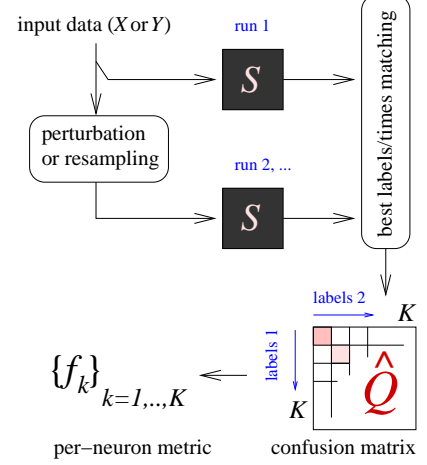 input data (X or Y)
run 1
S
perturbation
or resampling
run 2, ...
S
best labels/times matching
labels 2
K
labels 1
K
Q̂
{f_k}_{k=1,..,K}
per−neuron metric
confusion matrix